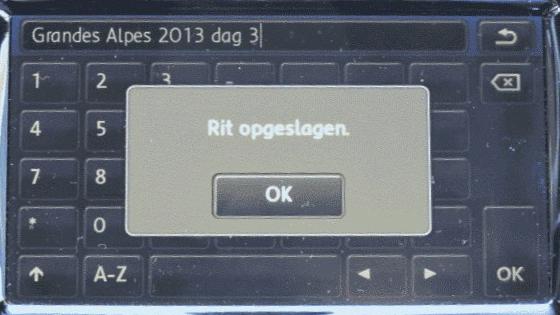 Grandes Alpes 2013 dag 3
1 2 3 -
Rit opgeslagen.
4 5
7 8
OK
* 0
A-Z OK